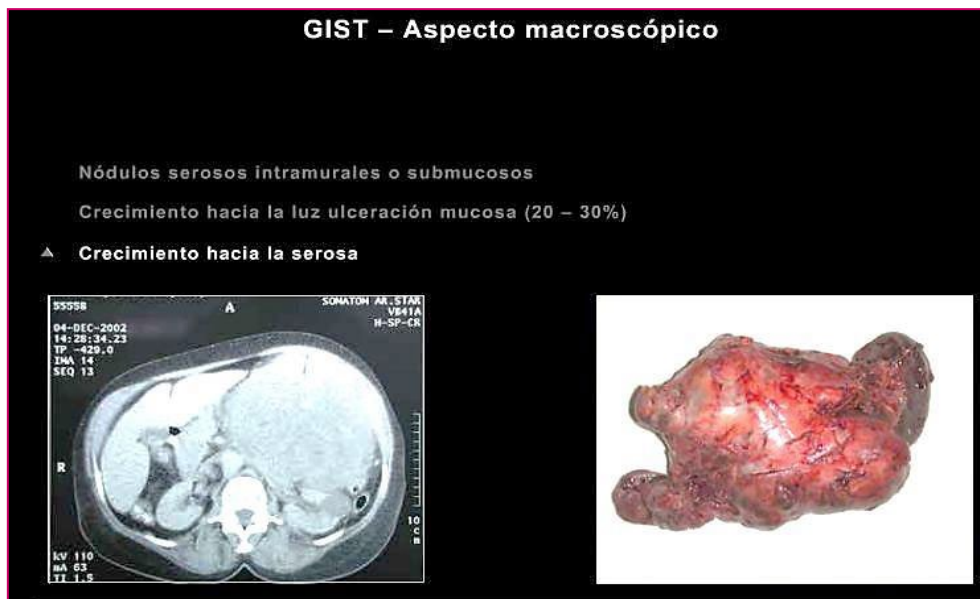 GIST – Aspecto macroscópico
Nódulos serosos intramurales o submucosos
Crecimiento hacia la luz ulceración mucosa (20 – 30%)
Crecimiento hacia la serosa
55558
A
SOMATOM AR.STAR
VB41A
H-SP-CR
04-DEC-2002
14:28:34.23
TP -429.0
IMA 14
SEQ 13
R
10
c
m
kV 110
mA 63
TI 1.5